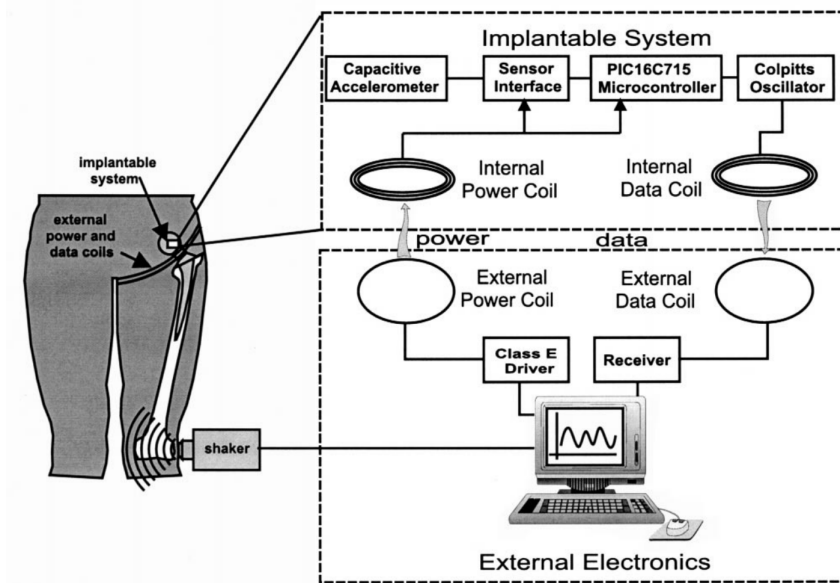 Implantable System
Capacitive
Accelerometer
Sensor
Interface
PIC16C715
Microcontroller
Colpitts
Oscillator
implantable
system
external
power and
data coils
Internal
Power Coil
Internal
Data Coil
power
data
External
Power Coil
External
Data Coil
Class E
Driver
Receiver
shaker
External Electronics